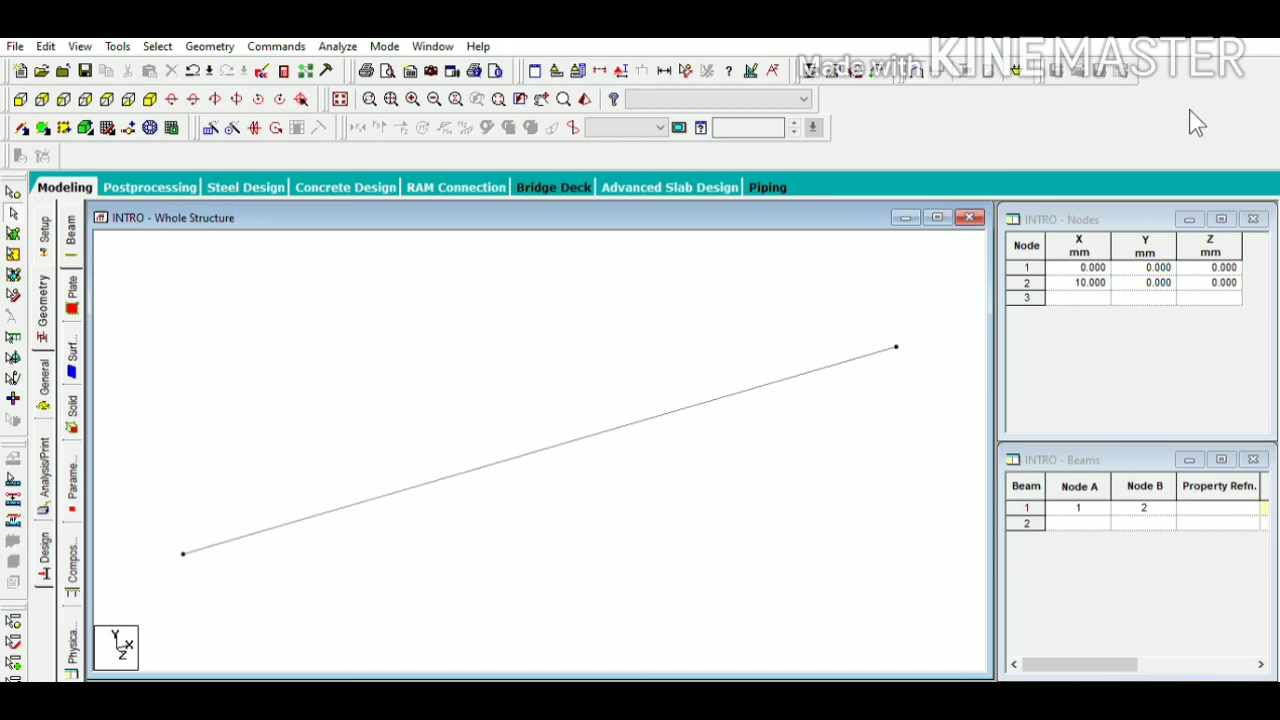 File Edit View Tools Select Geometry Commands Analyze Mode Window Help
Made with KINEMASTER
Modeling Postprocessing Steel Design Concrete Design RAM Connection Bridge Deck Advanced Slab Design Piping
Setup
Geometry
General
Analysis/Print
Design
Beam
Plate
Surf...
Solid
Parame...
Compos...
Physica...
INTRO - Whole Structure
Y
X
Z
INTRO - Nodes
Node X mm Y mm Z mm
1 0.000 0.000 0.000
2 10.000 0.000 0.000
3
INTRO - Beams
Beam Node A Node B Property Refn.
1 1 2
2